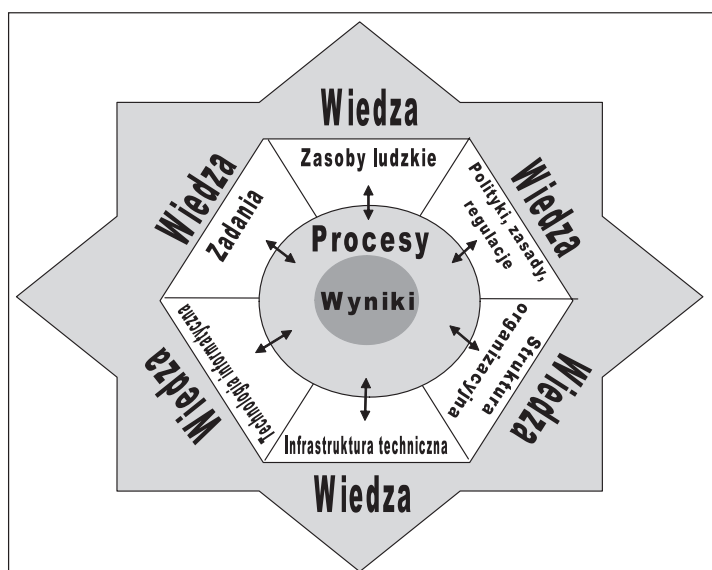 Wiedza
Zasoby ludzkie
Wiedza
Zadania
Wiedza
Polityki, zasady,
regulacje
Procesy
Wyniki
Wiedza
Technologia informatyczna
Wiedza
Struktura
organizacyjna
Infrastruktura techniczna
Wiedza